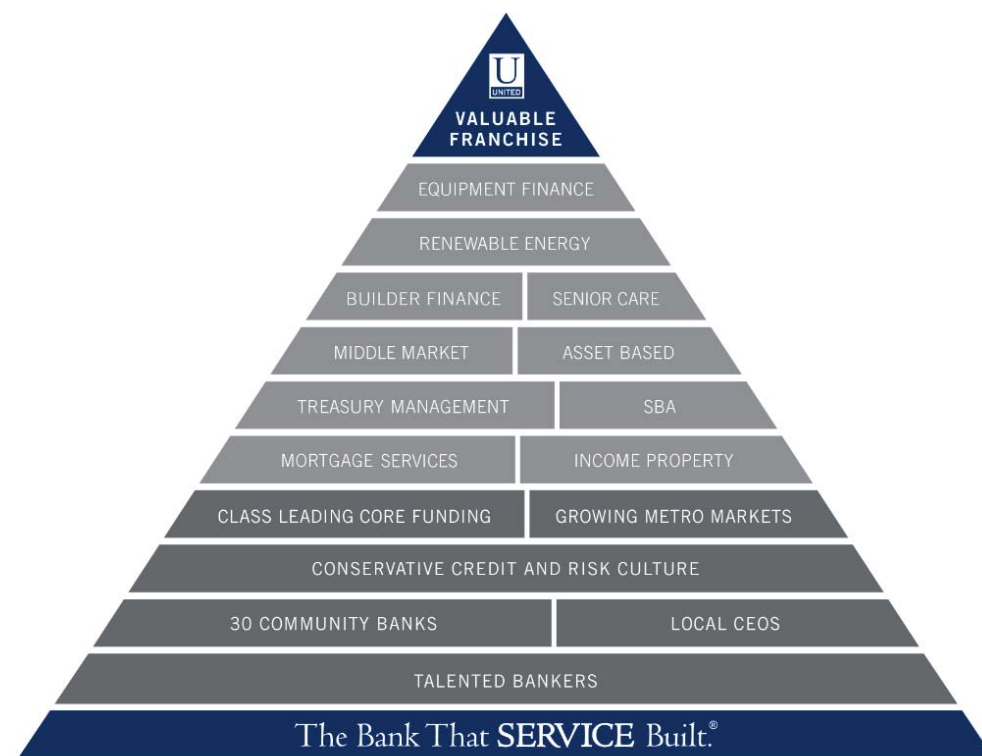 U
UNITED
VALUABLE
FRANCHISE
EQUIPMENT FINANCE
RENEWABLE ENERGY
BUILDER FINANCE
SENIOR CARE
MIDDLE MARKET
ASSET BASED
TREASURY MANAGEMENT
SBA
MORTGAGE SERVICES
INCOME PROPERTY
CLASS LEADING CORE FUNDING
GROWING METRO MARKETS
CONSERVATIVE CREDIT AND RISK CULTURE
30 COMMUNITY BANKS
LOCAL CEOS
TALENTED BANKERS
The Bank That SERVICE Built.®